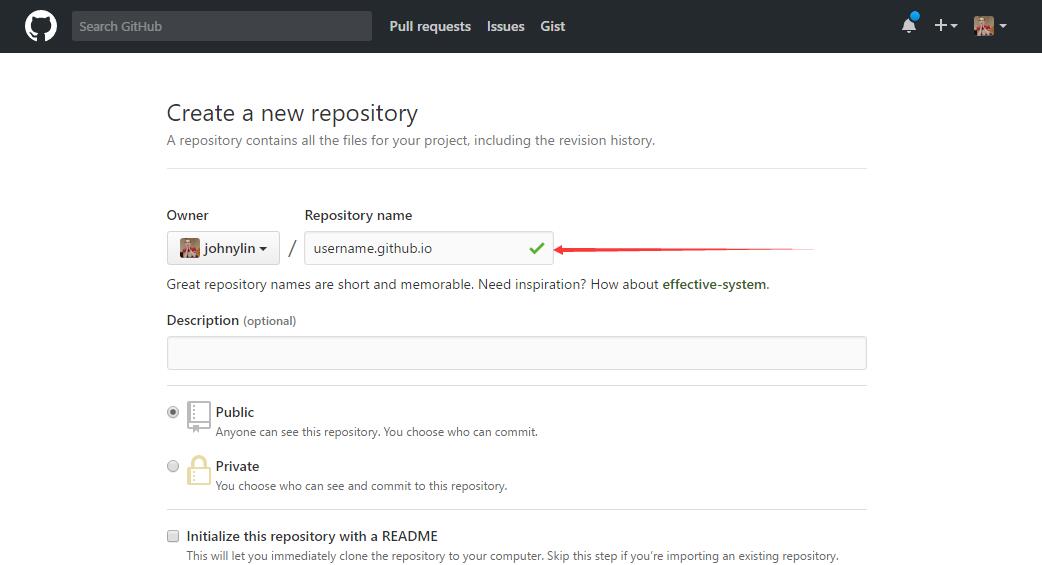 Search GitHub Pull requests Issues Gist
Create a new repository
A repository contains all the files for your project, including the revision history.
Owner Repository name
johnylin / username.github.io
Great repository names are short and memorable. Need inspiration? How about effective-system.
Description (optional)
Public
Anyone can see this repository. You choose who can commit.
Private
You choose who can see and commit to this repository.
Initialize this repository with a README
This will let you immediately clone the repository to your computer. Skip this step if you’re importing an existing repository.